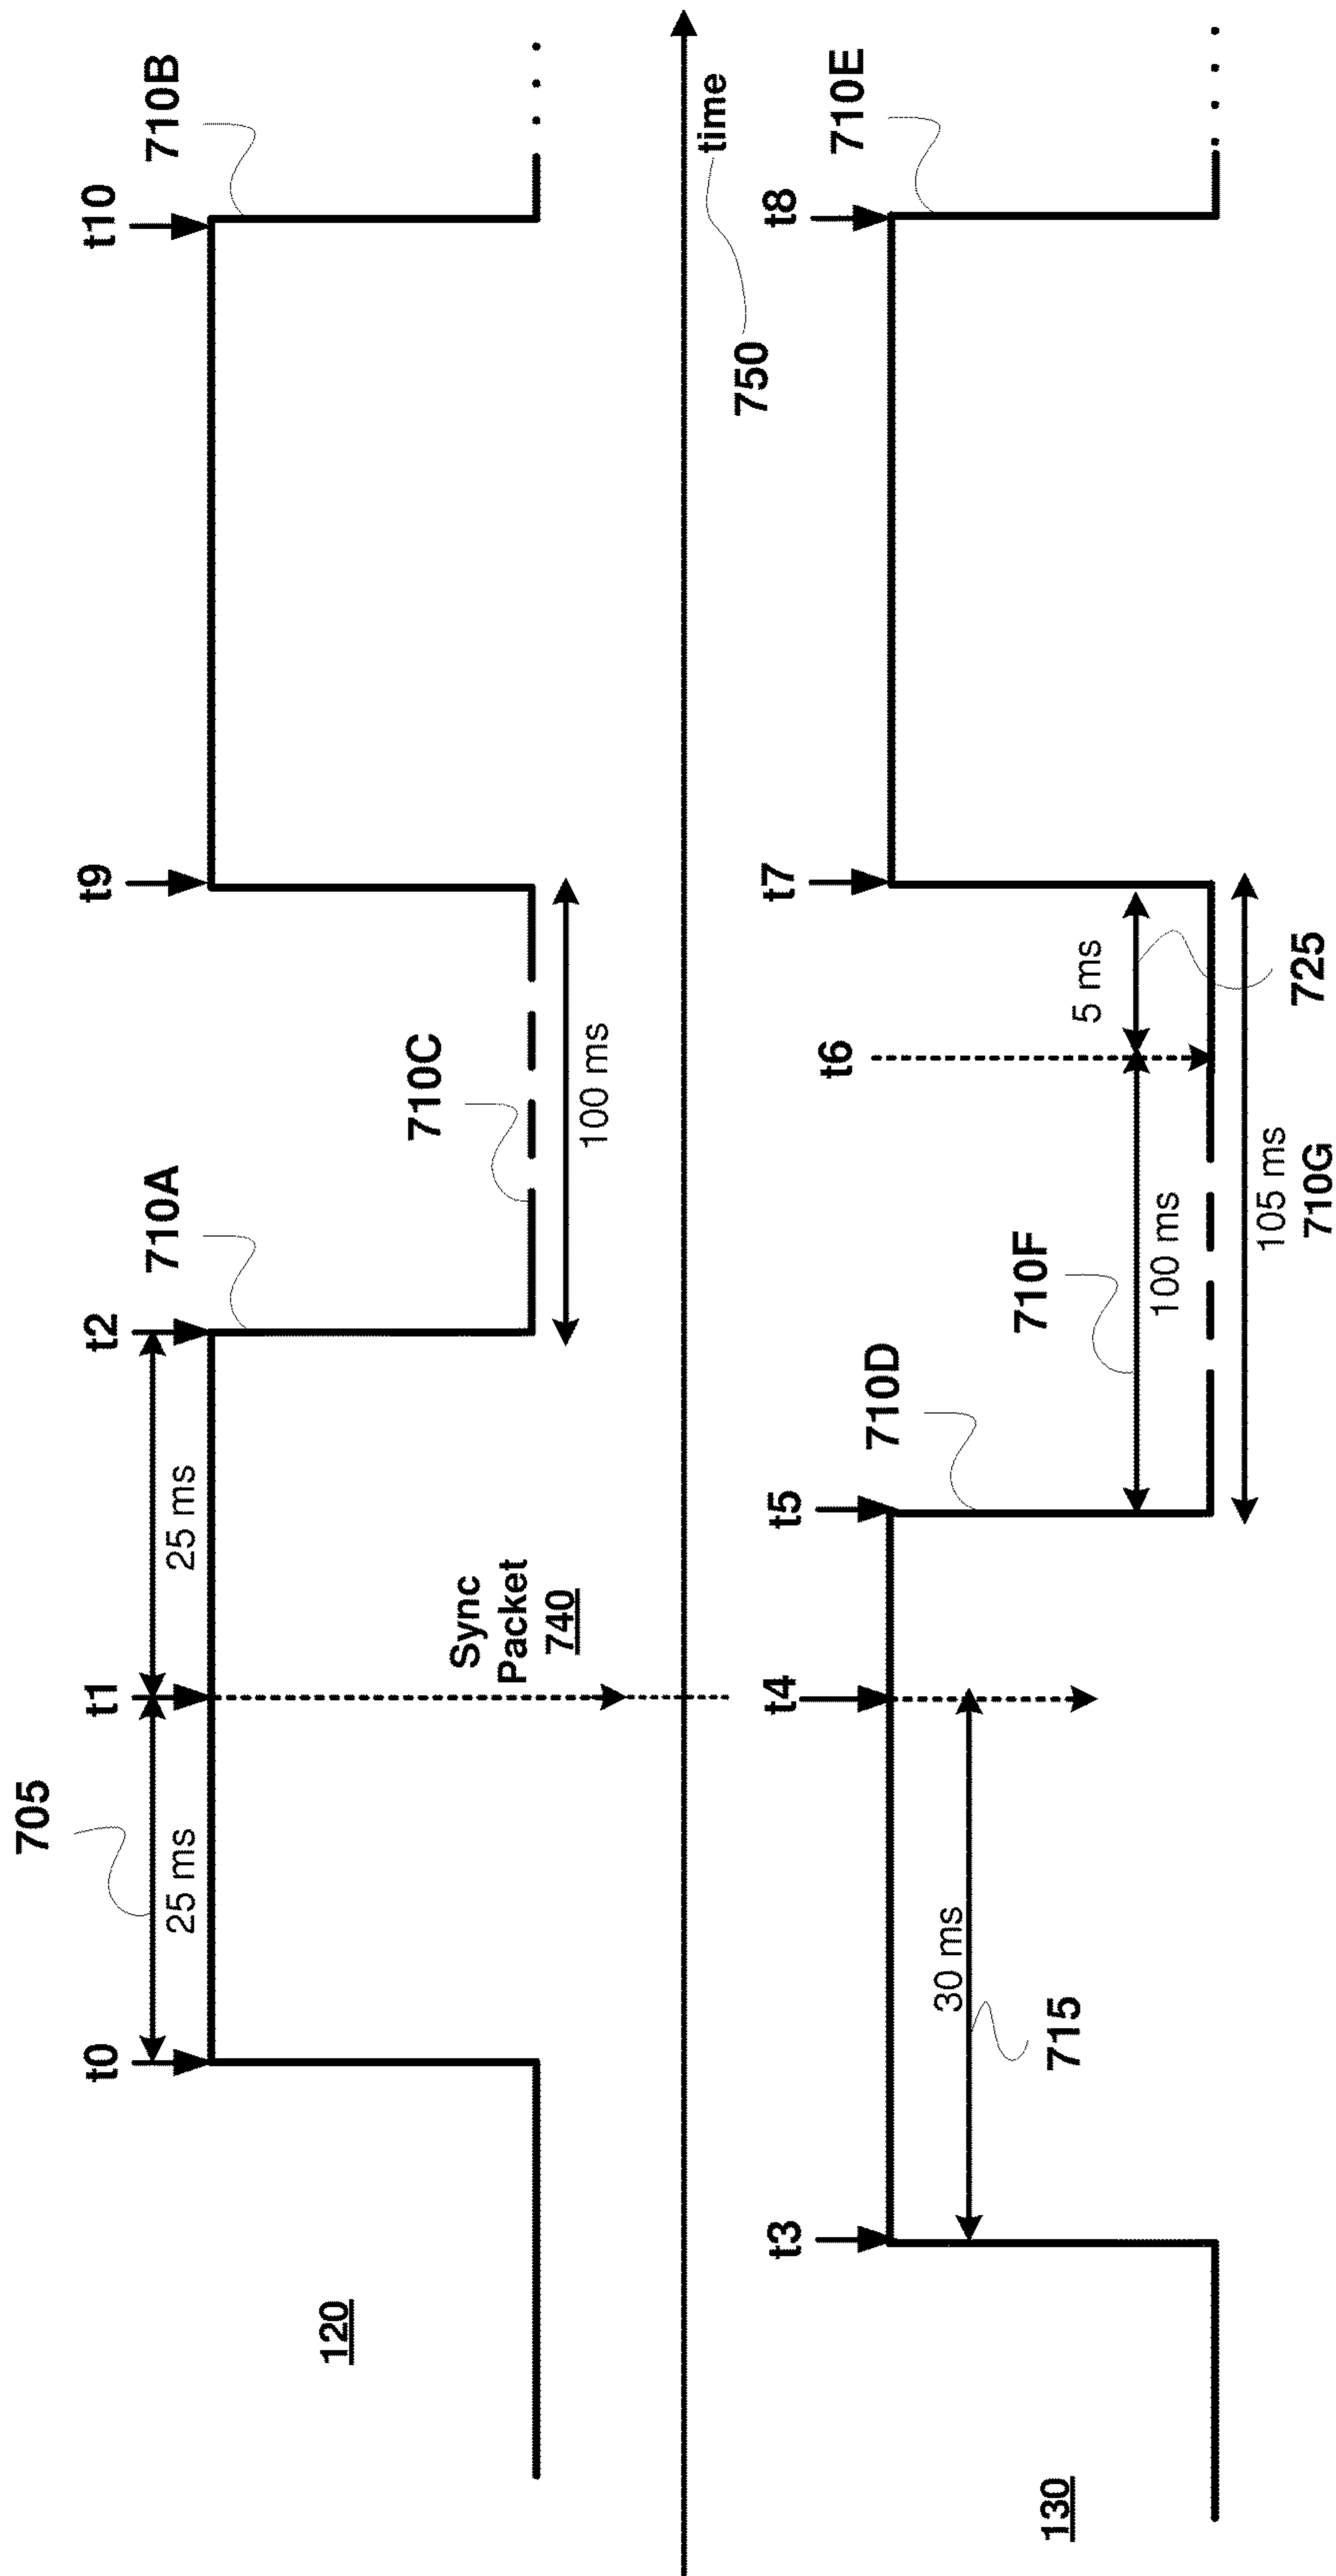 705
t0
t1
t2
t9
t10
25 ms
25 ms
710A
710B
120
Sync
Packet
740
710C
100 ms
time
750
t3
t4
t5
t6
t7
t8
710D
710E
30 ms
715
710F
100 ms
5 ms
725
130
105 ms
710G